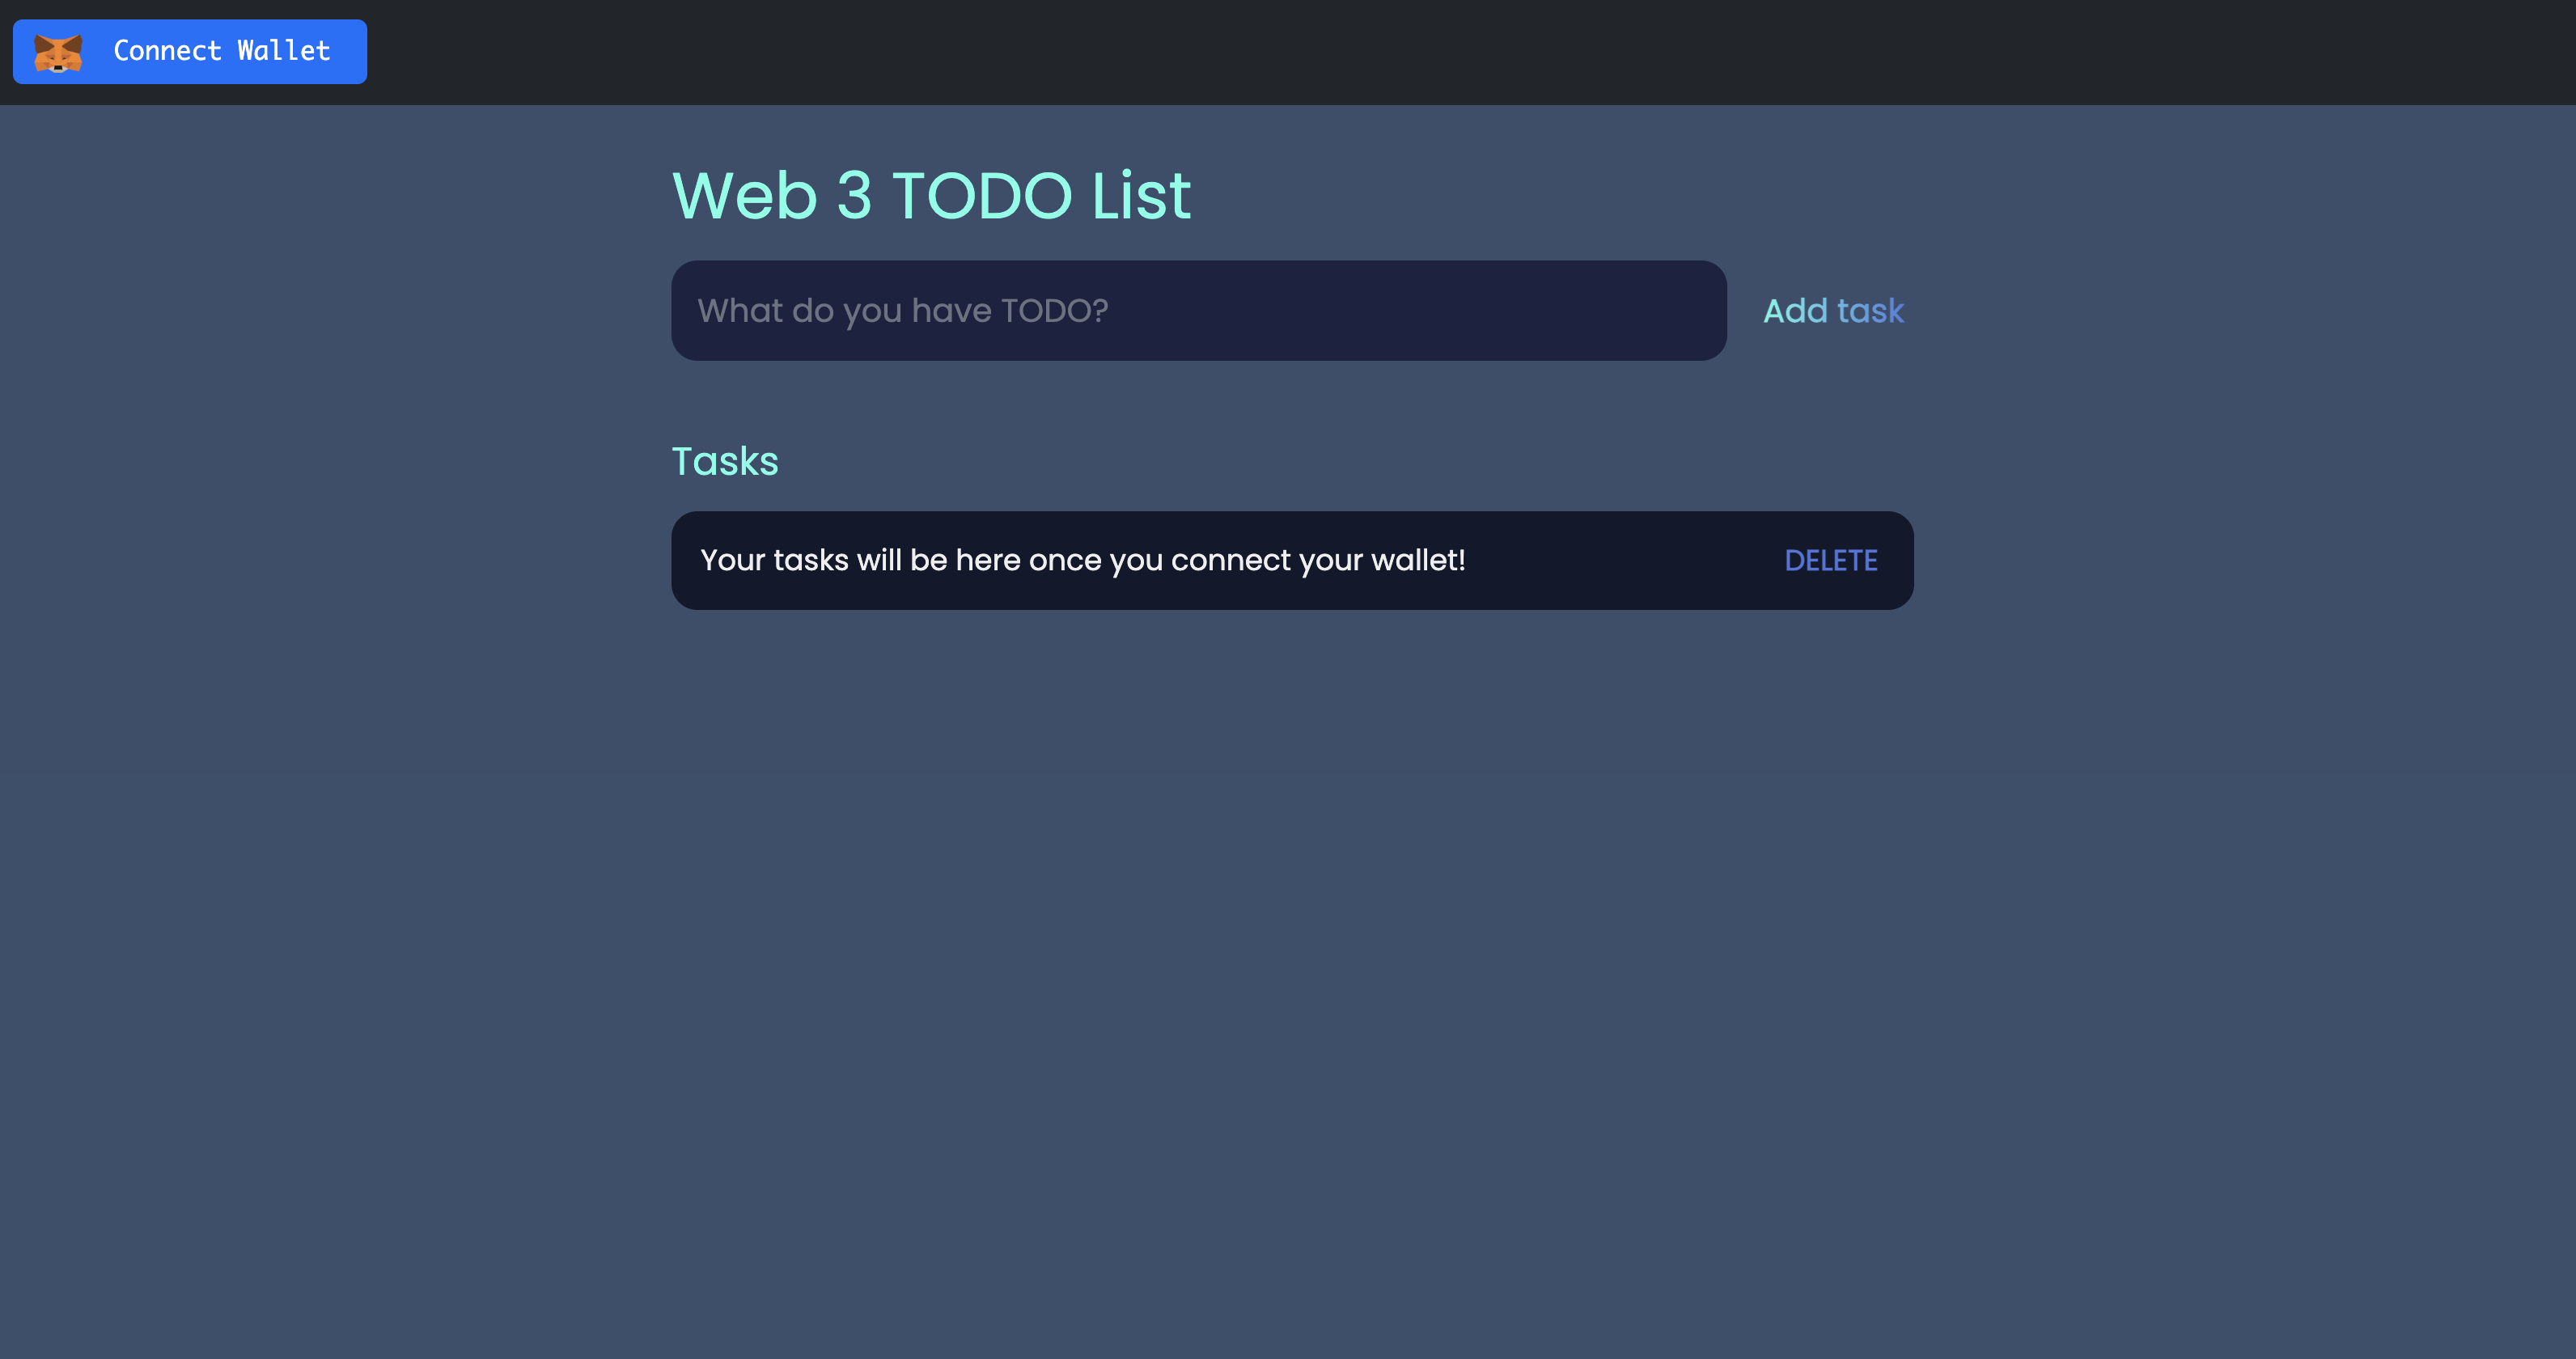 Connect Wallet
Web 3 TODO List
What do you have TODO?
Add task
Tasks
Your tasks will be here once you connect your wallet!
DELETE